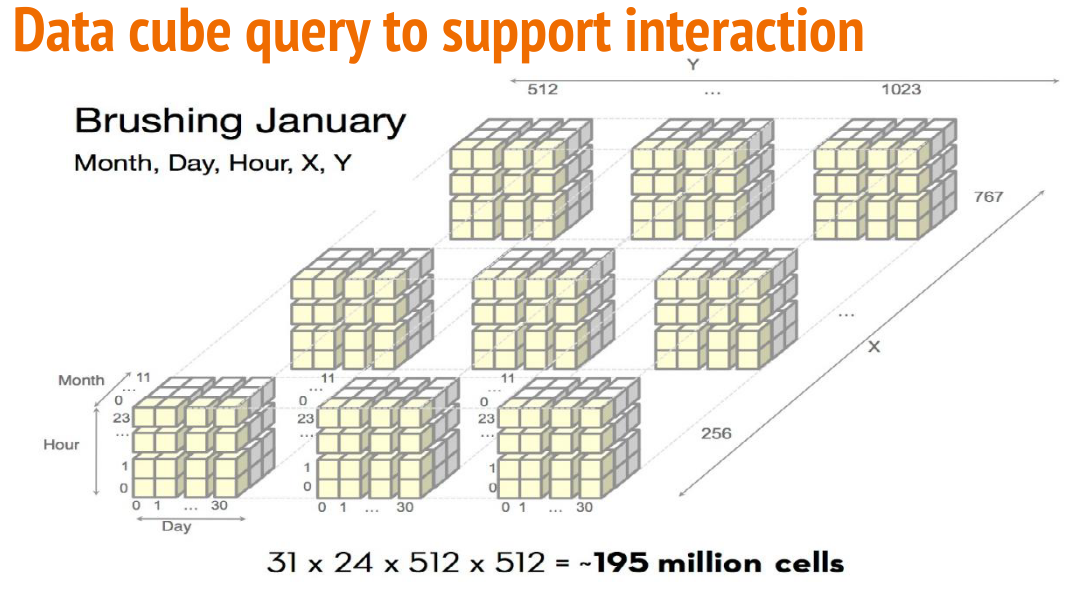 Data cube query to support interaction
Y
512 ... 1023
Brushing January
Month, Day, Hour, X, Y
767
...
X
256
Month
11
...
0
11
...
0
11
...
0
Hour
23
...
1
0
23
...
1
0
23
...
1
0
0 1 ... 30
0 1 ... 30
0 1 ... 30
Day
31 x 24 x 512 x 512 = ~195 million cells